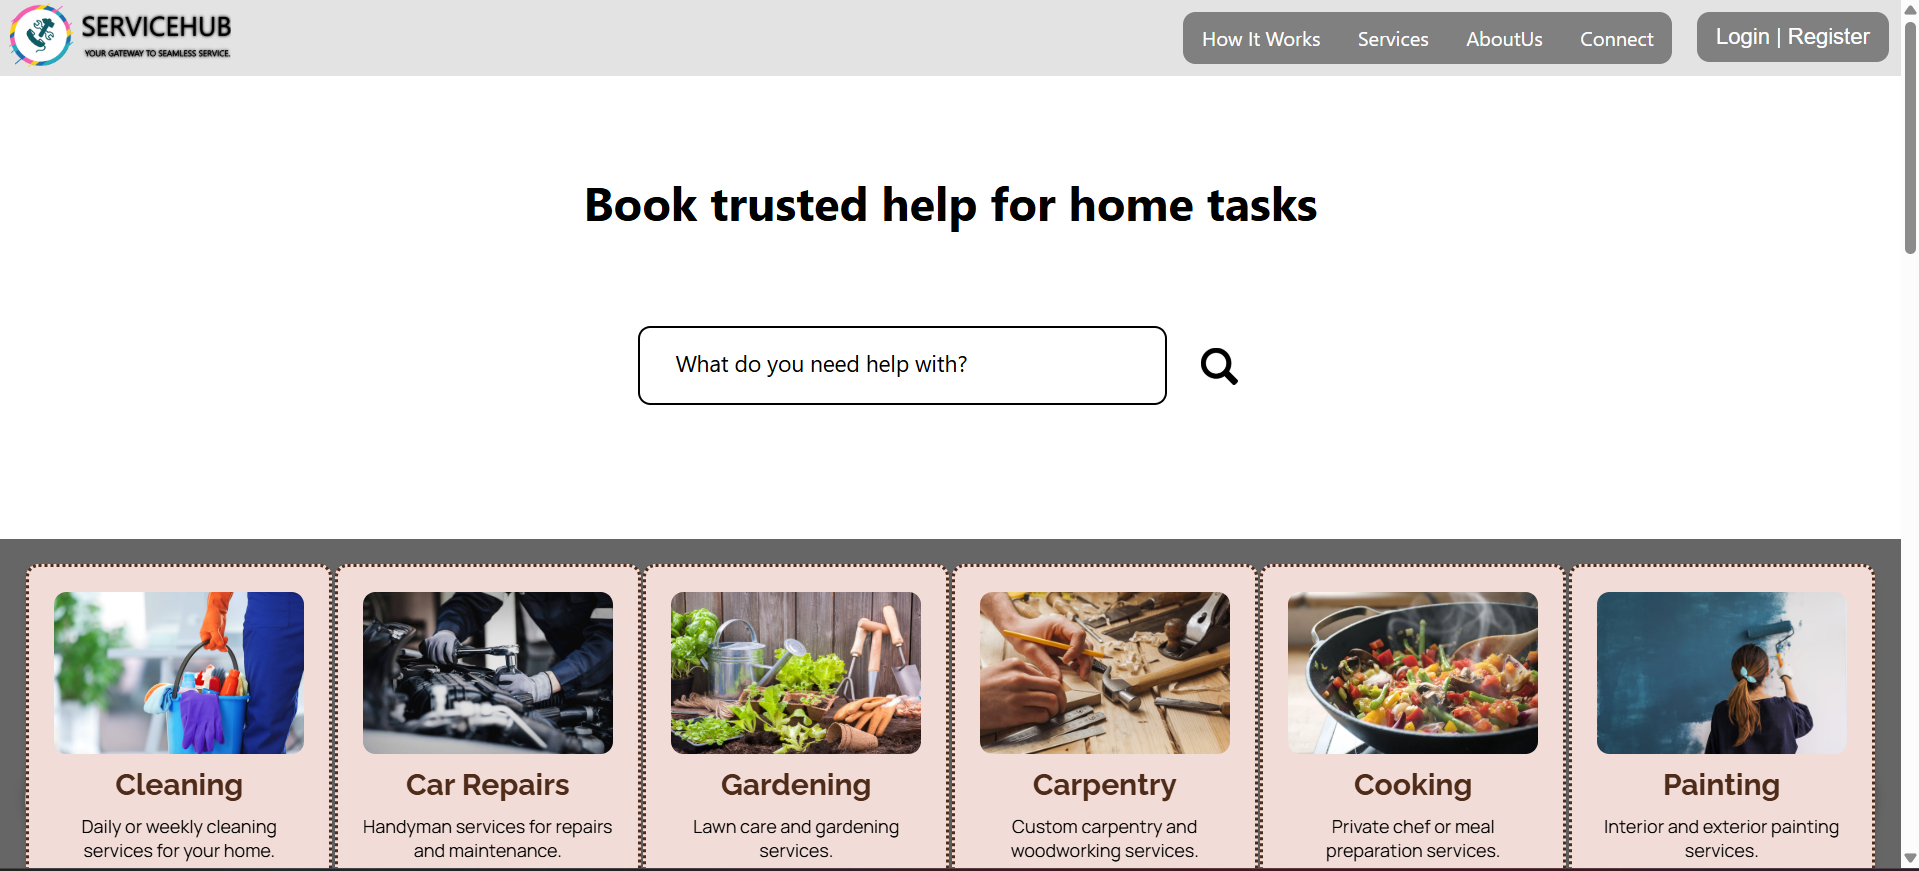 SERVICEHUB
YOUR GATEWAY TO SEAMLESS SERVICE.
How It Works Services AboutUs Connect
Login | Register
Book trusted help for home tasks
What do you need help with?
Cleaning
Daily or weekly cleaning
services for your home.
Car Repairs
Handyman services for repairs
and maintenance.
Gardening
Lawn care and gardening
services.
Carpentry
Custom carpentry and
woodworking services.
Cooking
Private chef or meal
preparation services.
Painting
Interior and exterior painting
services.